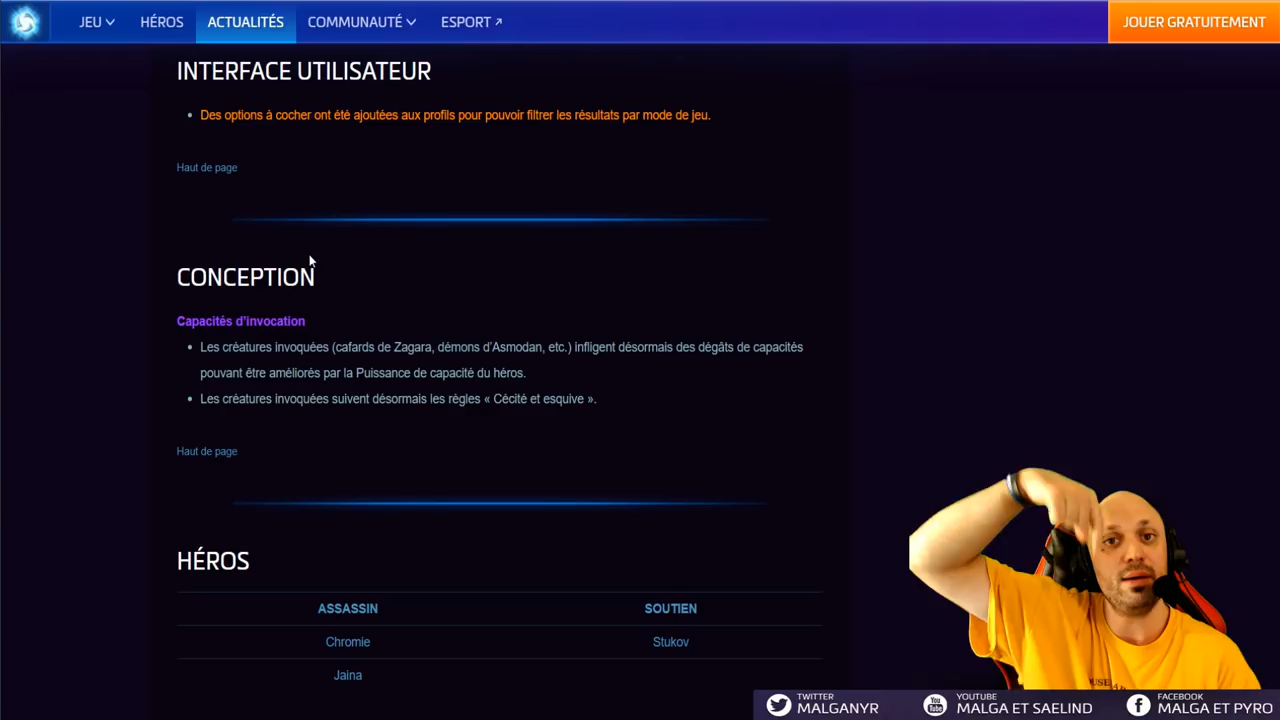 JEU HÉROS ACTUALITÉS COMMUNAUTÉ ESPORT JOUER GRATUITEMENT
INTERFACE UTILISATEUR
Des options à cocher ont été ajoutées aux profils pour pouvoir filtrer les résultats par mode de jeu.
Haut de page
CONCEPTION
Capacités d'invocation
Les créatures invoquées (cafards de Zagara, démons d'Asmodan, etc.) infligent désormais des dégâts de capacités
pouvant être améliorés par la Puissance de capacité du héros.
Les créatures invoquées suivent désormais les règles « Cécité et esquive ».
Haut de page
HÉROS
ASSASSIN SOUTIEN
Chromie Stukov
Jaina
TWITTER YOUTUBE FACEBOOK
MALGANYR MALGA ET SAELIND MALGA ET PYRO